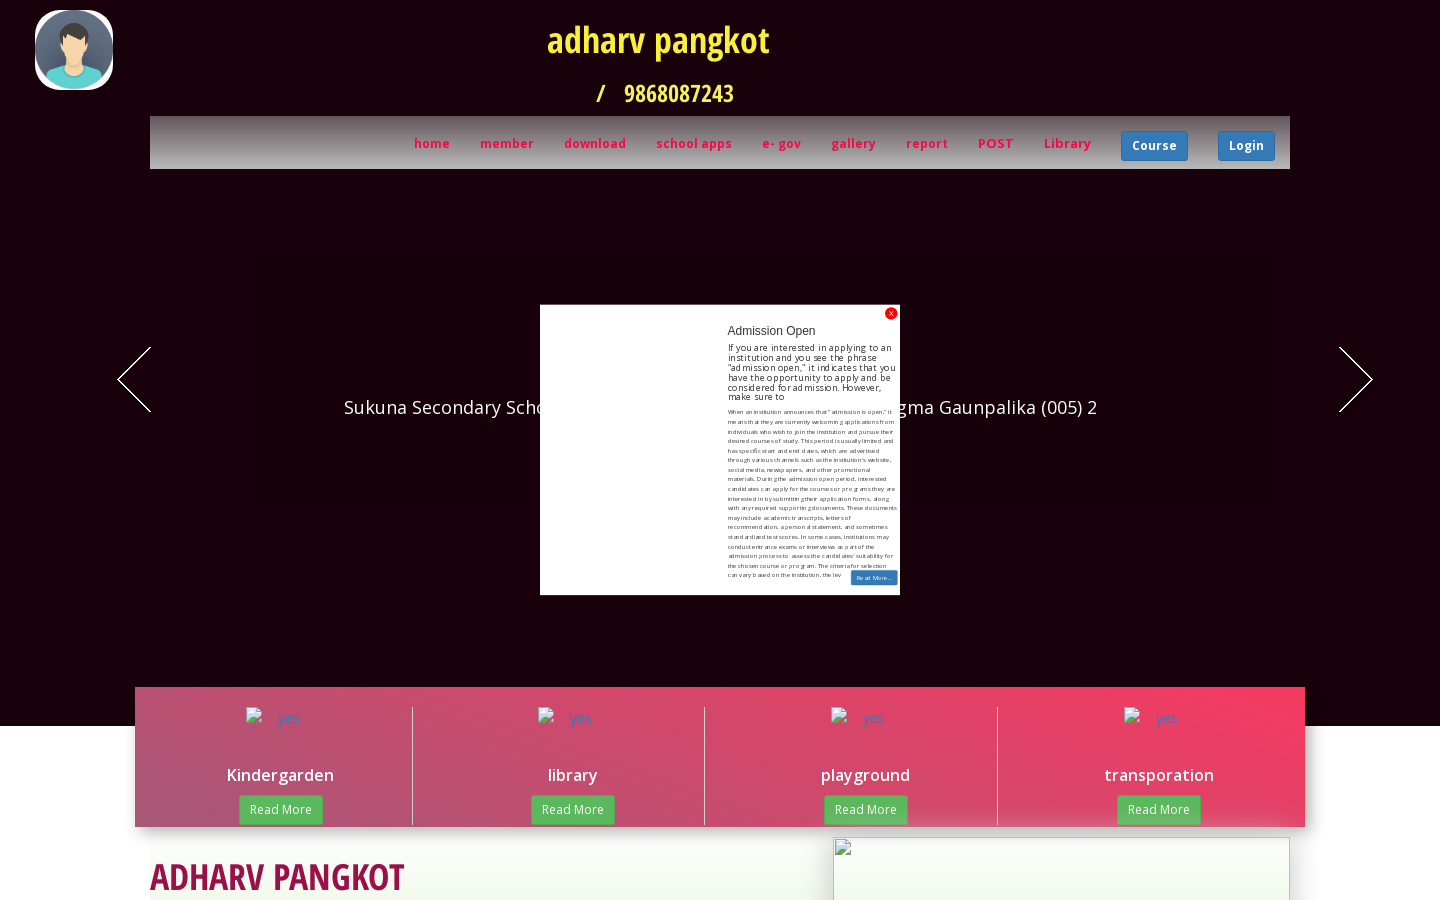 adharv pangkot
/ 9868087243
home member download school apps e- gov gallery report POST Library Course Login
X
Admission Open
If you are interested in applying to an
institution and you see the phrase
"admission open," it indicates that you
have the opportunity to apply and be
considered for admission. However,
make sure to
Sukuna Secondary
gma Gaunpalika (005) 2
When an institution announces that "admission is open," it
means that they are currently welcoming applications from
individuals who wish to join the institution and pursue their
desired courses of study. This period is usually limited and
has specific start and end dates, which are advertised
through various channels such as the institution's website,
social media, newspapers, and other promotional
materials. During the admission open period, interested
candidates can apply for the courses or programs they are
interested in by submitting their application forms, along
with any required supporting documents. These documents
may include academic transcripts, letters of
recommendation, a personal statement, and sometimes
standardized test scores. In some cases, institutions may
conduct entrance exams or interviews as part of the
admission process to assess the candidates' suitability for
the chosen course or program. The criteria for selection
can vary based on the institution, the lev
Read More...
yes yes yes yes
Kindergarden library playground transporation
Read More Read More Read More Read More
ADHARV PANGKOT